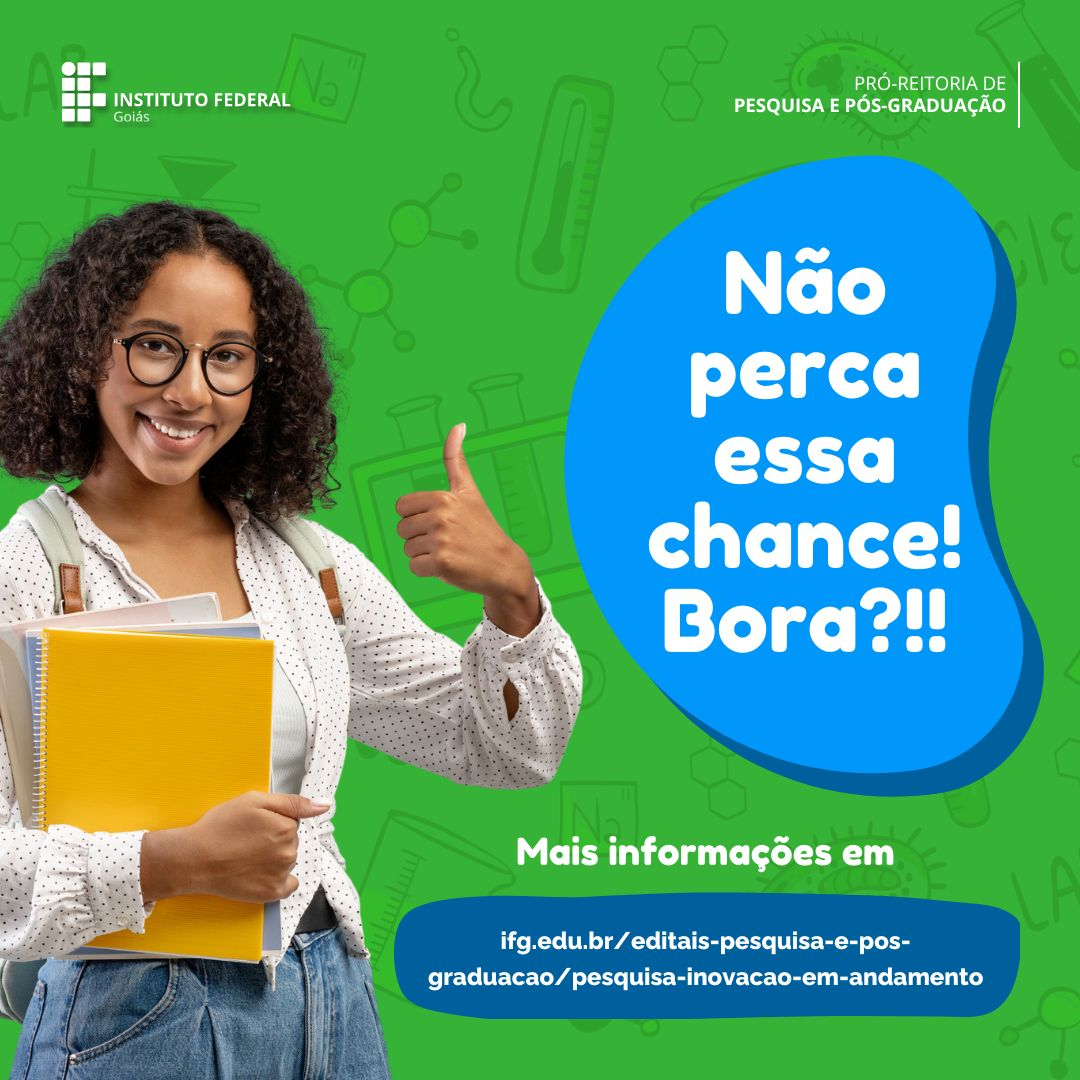 INSTITUTO FEDERAL
Goiás
PRÓ-REITORIA DE
PESQUISA E PÓS-GRADUAÇÃO
Na
Não
perca
essa
chance!
Bora?!!
Mais informações em
ifg.edu.br/editais-pesquisa-e-pos-
graduacao/pesquisa-inovacao-em-andamento